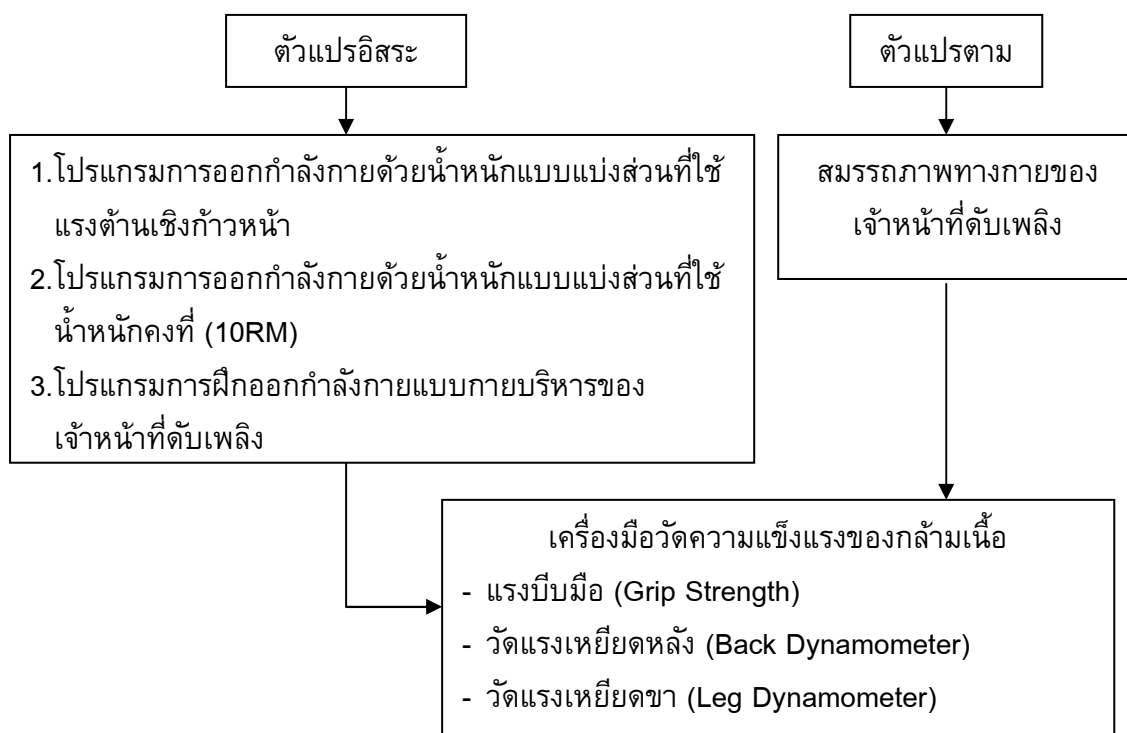 ตัวแปรอิสระ
ตัวแปรตาม
1.โปรแกรมการออกกำลังกายด้วยน้ำหนักแบบแบ่งส่วนที่ใช้
แรงต้านเชิงก้าวหน้า
2.โปรแกรมการออกกำลังกายด้วยน้ำหนักแบบแบ่งส่วนที่ใช้
น้ำหนักคงที่ (10RM)
3.โปรแกรมการฝึกออกกำลังกายแบบกายบริหารของ
เจ้าหน้าที่ดับเพลิง
สมรรถภาพทางกายของ
เจ้าหน้าที่ดับเพลิง
เครื่องมือวัดความแข็งแรงของกล้ามเนื้อ
- แรงบีบมือ (Grip Strength)
- วัดแรงเหยียดหลัง (Back Dynamometer)
- วัดแรงเหยียดขา (Leg Dynamometer)